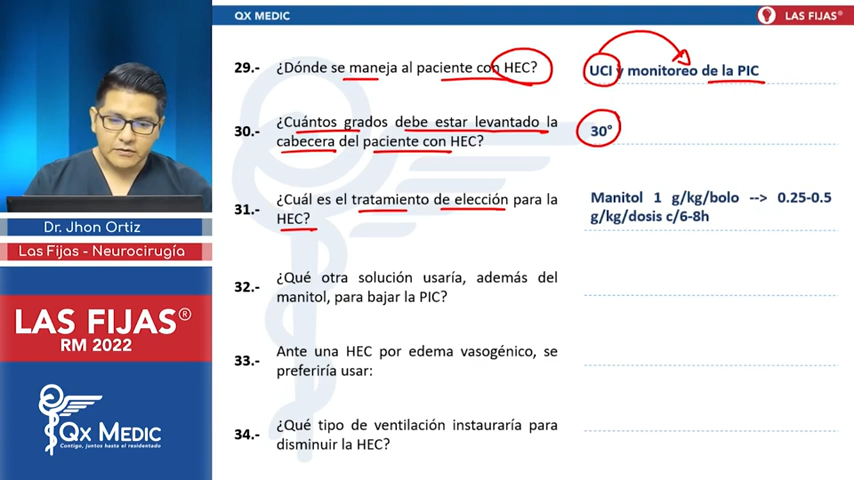 QX MEDIC
LAS FIJAS®
29.- ¿Dónde se maneja al paciente con HEC?
UCI y monitoreo de la PIC
30.- ¿Cuántos grados debe estar levantado la
cabecera del paciente con HEC?
30°
31.- ¿Cuál es el tratamiento de elección para la
HEC?
Manitol 1 g/kg/bolo --> 0.25-0.5
g/kg/dosis c/6-8h
32.- ¿Qué otra solución usaría, además del
manitol, para bajar la PIC?
33.- Ante una HEC por edema vasogénico, se
preferiría usar:
34.- ¿Qué tipo de ventilación instauraría para
disminuir la HEC?
Dr. Jhon Ortiz
Las Fijas - Neurocirugía
LAS FIJAS®
RM 2022
QX MEDIC
Contigo, juntos hasta el residentado